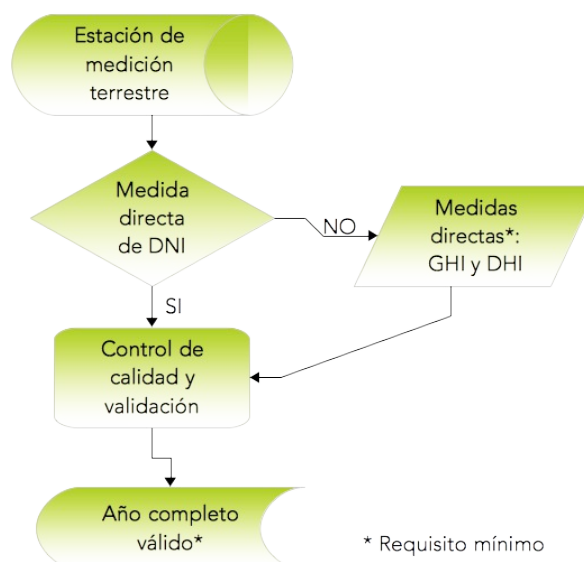 Estación de
medición
terrestre
Medida
directa
de DNI
NO
Medidas
directas*:
GHI y DHI
SI
Control de
calidad y
validación
Año completo
válido*
* Requisito mínimo